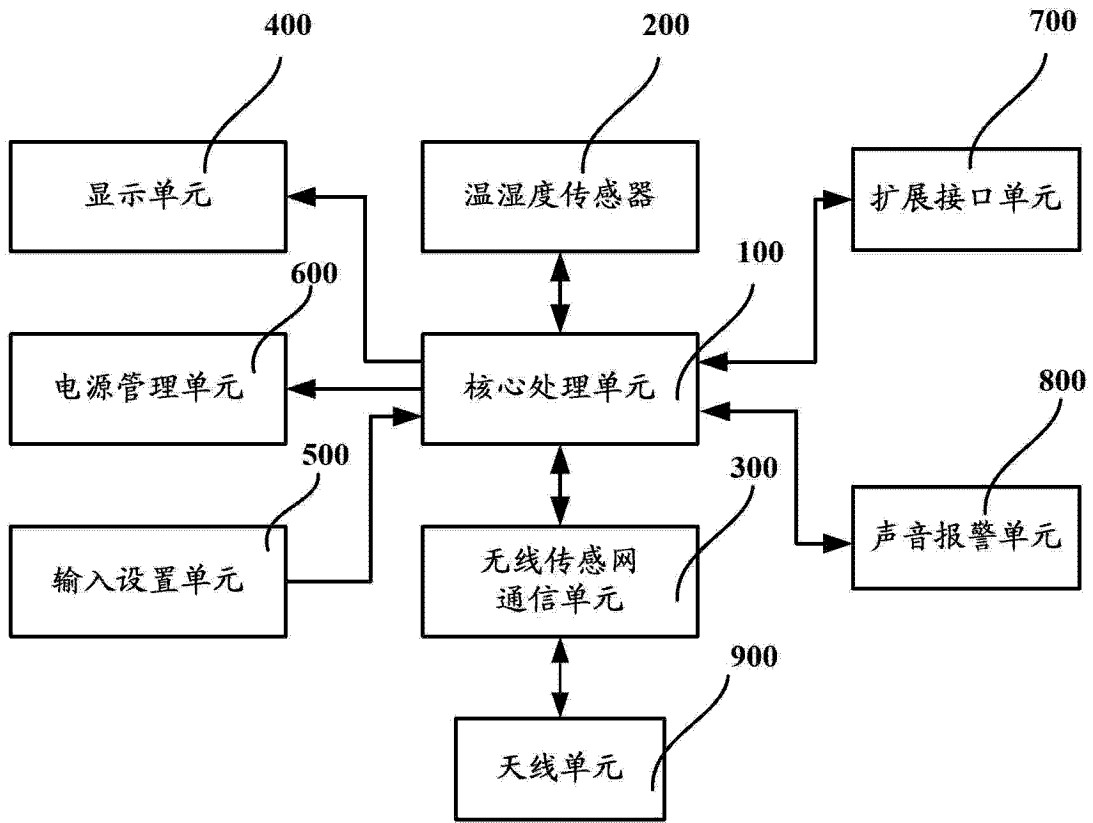 400
200
700
显示单元
温湿度传感器
扩展接口单元
600
100
电源管理单元
核心处理单元
800
500
300
输入设置单元
无线传感网
通信单元
声音报警单元
900
天线单元